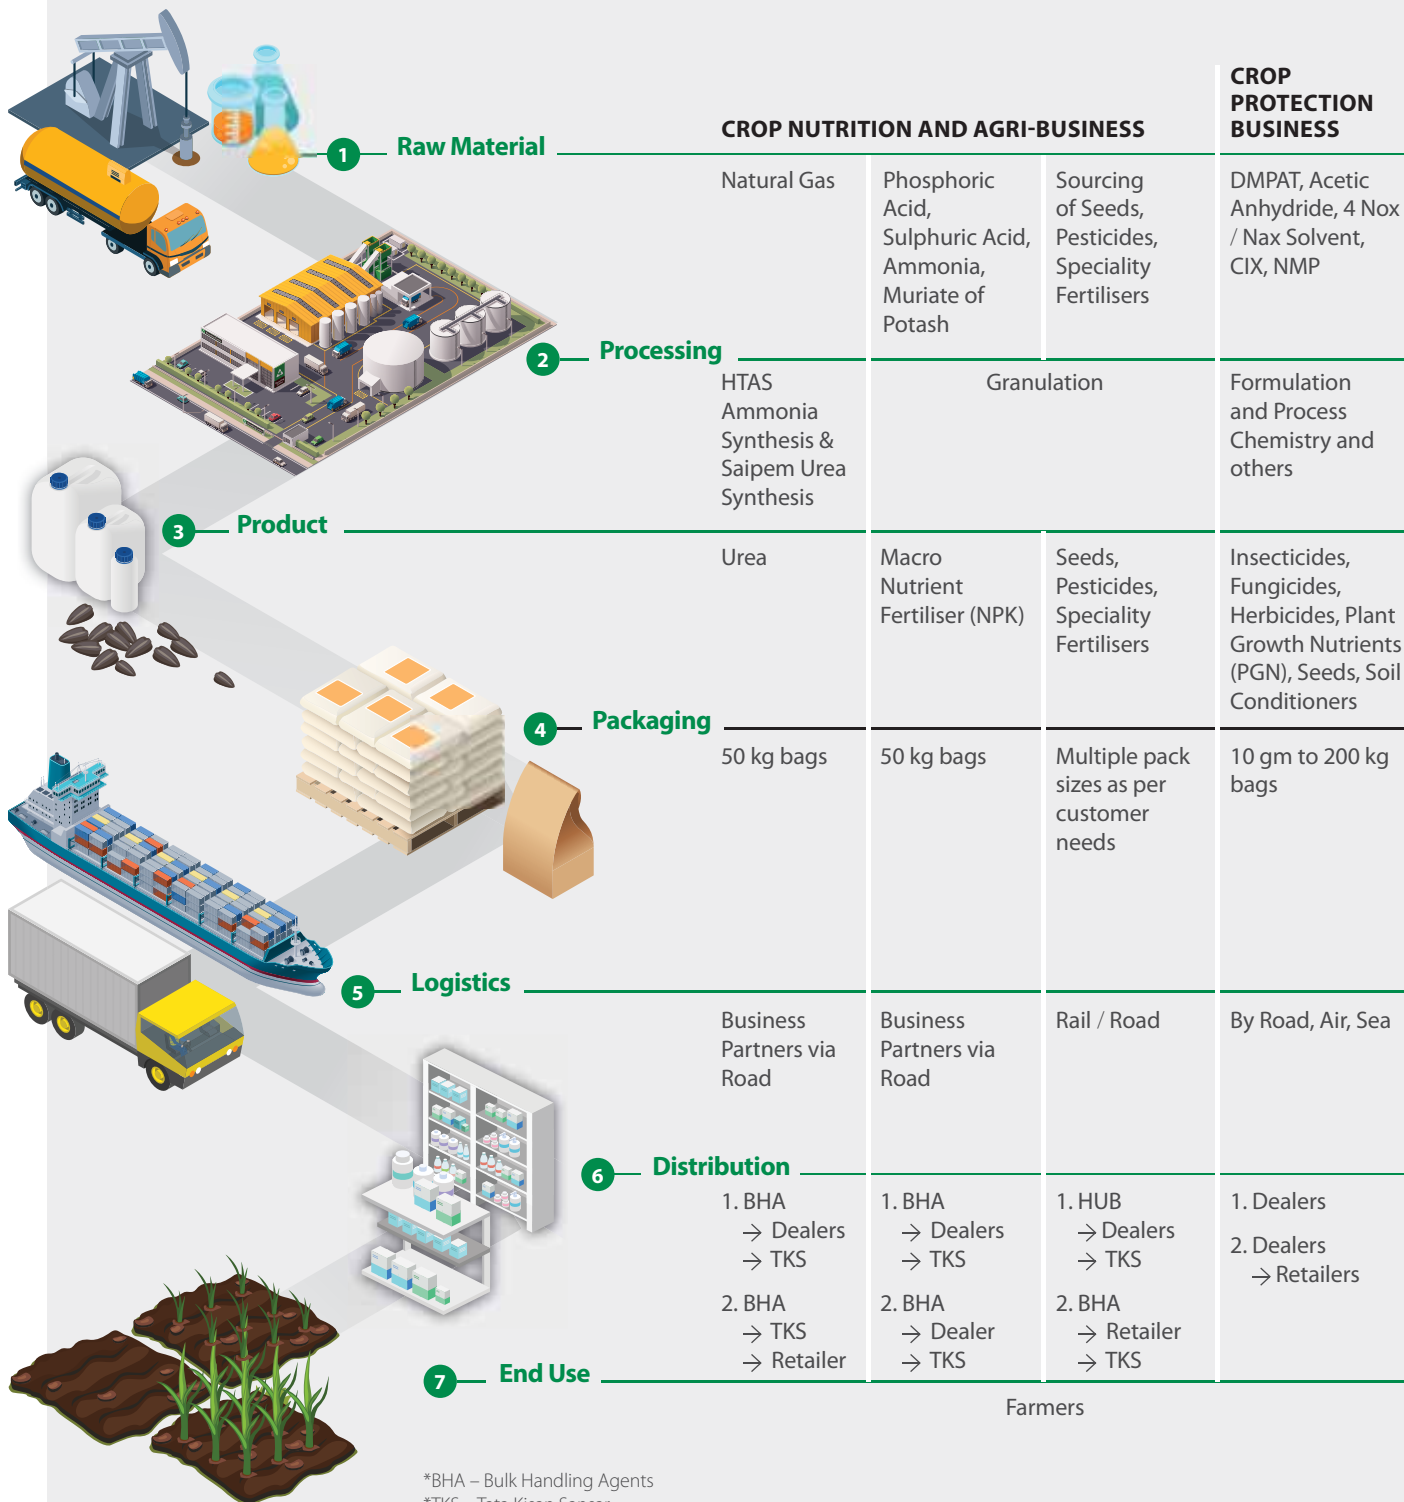 CROP NUTRITION AND AGRI-BUSINESS
CROP
PROTECTION
BUSINESS
1 Raw Material
Natural Gas
Phosphoric
Acid,
Sulphuric Acid,
Ammonia,
Muriate of
Potash
Sourcing
of Seeds,
Pesticides,
Speciality
Fertilisers
DMPAT, Acetic
Anhydride, 4 Nox
/ Nax Solvent,
CIX, NMP
2 Processing
HTAS
Ammonia
Synthesis &
Saipem Urea
Synthesis
Granulation
Formulation
and Process
Chemistry and
others
3 Product
Urea
Macro
Nutrient
Fertiliser (NPK)
Seeds,
Pesticides,
Speciality
Fertilisers
Insecticides,
Fungicides,
Herbicides, Plant
Growth Nutrients
(PGN), Seeds, Soil
Conditioners
4 Packaging
50 kg bags
50 kg bags
Multiple pack
sizes as per
customer
needs
10 gm to 200 kg
bags
5 Logistics
Business
Partners via
Road
Business
Partners via
Road
Rail / Road
By Road, Air, Sea
6 Distribution
1. BHA
→ Dealers
→ TKS
2. BHA
→ TKS
→ Retailer
1. BHA
→ Dealers
→ TKS
2. BHA
→ Dealer
→ TKS
1. HUB
→ Dealers
→ TKS
2. BHA
→ Retailer
→ TKS
1. Dealers
2. Dealers
→ Retailers
7 End Use
Farmers
*BHA – Bulk Handling Agents
*TKS – Tata Kisan Sansar